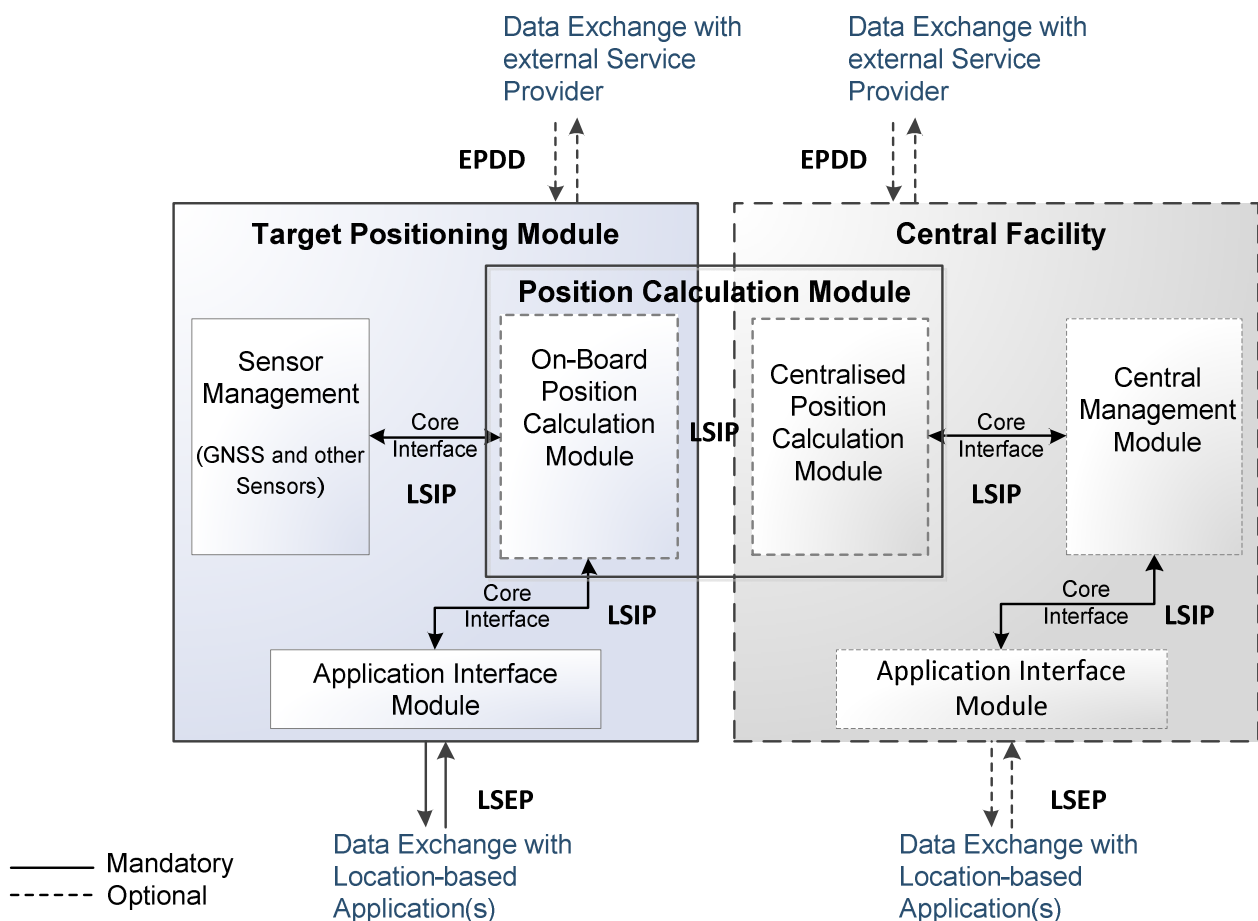 Data Exchange with
external Service
Provider
Data Exchange with
external Service
Provider
EPDD
EPDD
Target Positioning Module
Central Facility
Position Calculation Module
Sensor
Management
(GNSS and other
Sensors)
Core
Interface
LSIP
On-Board
Position
Calculation
Module
LSIP
Centralised
Position
Calculation
Module
Core
Interface
LSIP
Central
Management
Module
Core
Interface
LSIP
Core
Interface
LSIP
Application Interface
Module
Application Interface
Module
LSEP
LSEP
Data Exchange with
Location-based
Application(s)
Data Exchange with
Location-based
Application(s)
Mandatory
Optional